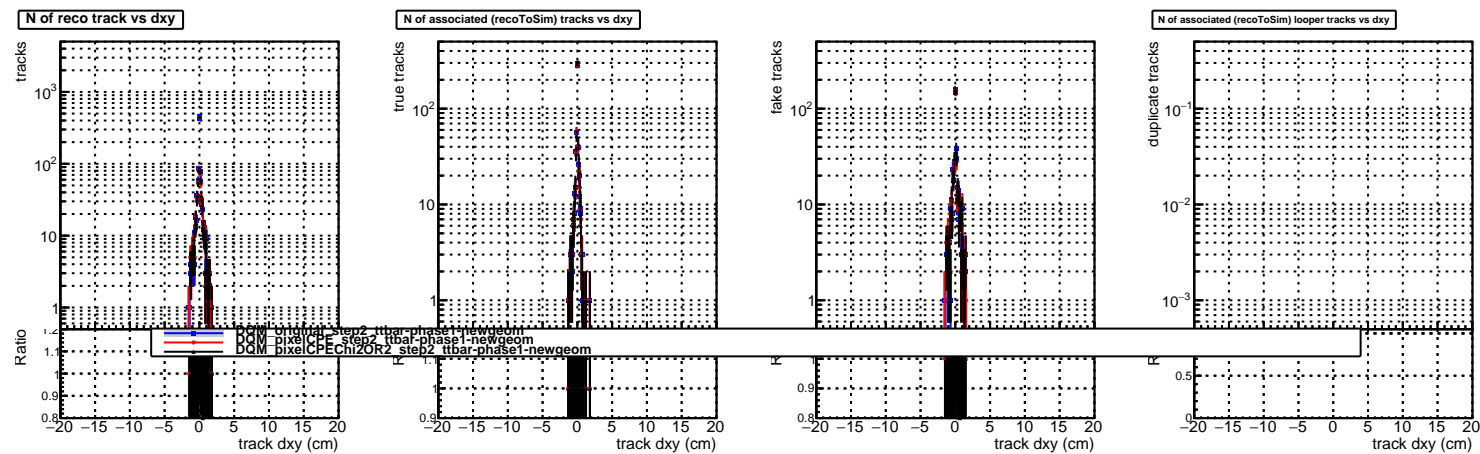 N of reco track vs dxy
N of associated (recoToSim) tracks vs dxy
N of associated (recoToSim) looper tracks vs dxy
tracks
10³
10²
10
1
Ratio
1.2
1.1
1
0.9
0.8
−20 −15 −10 −5 0 5 10 15 20
track dxy (cm)
true tracks
10²
10
1
1.1
1
0.9
−20 −15 −10 −5 0 5 10 15 20
track dxy (cm)
fake tracks
10²
10
1
1.1
1
0.9
0.8
−20 −15 −10 −5 0 5 10 15 20
track dxy (cm)
duplicate tracks
10⁻¹
10⁻²
10⁻³
0.5
0
−20 −15 −10 −5 0 5 10 15 20
track dxy (cm)
DQM_original_step2_ttbar-phase1-newgeom
DQM_pixelCPE_step2_ttbar-phase1-newgeom
DQM_pixelCPEChi2OR2_step2_ttbar-phase1-newgeom